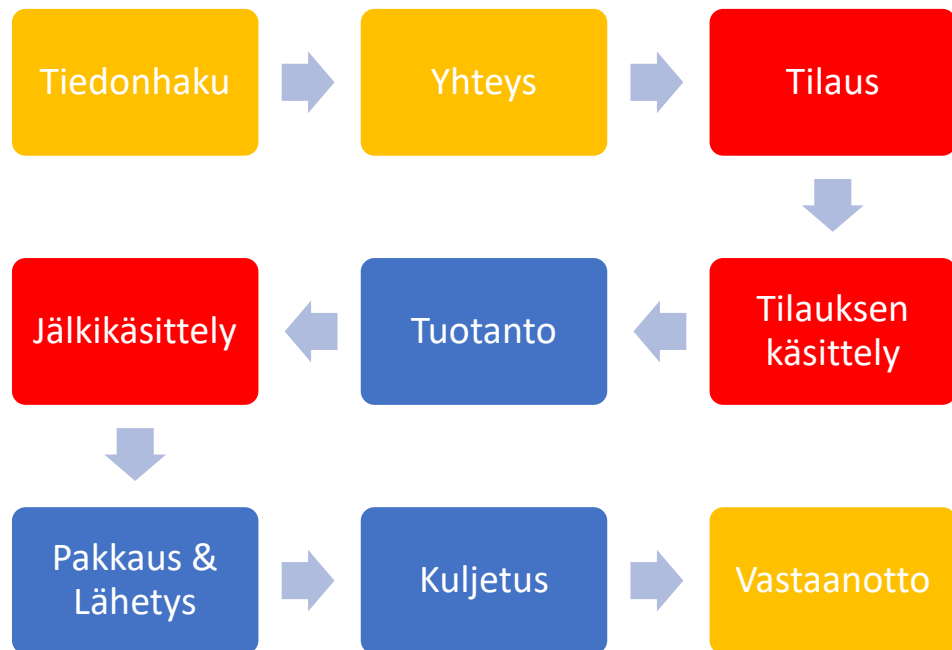 Tiedonhaku
Yhteys
Tilaus
Tilauksen
käsittely
Tuotanto
Jälkikäsittely
Pakkaus &
Lähetys
Kuljetus
Vastaanotto